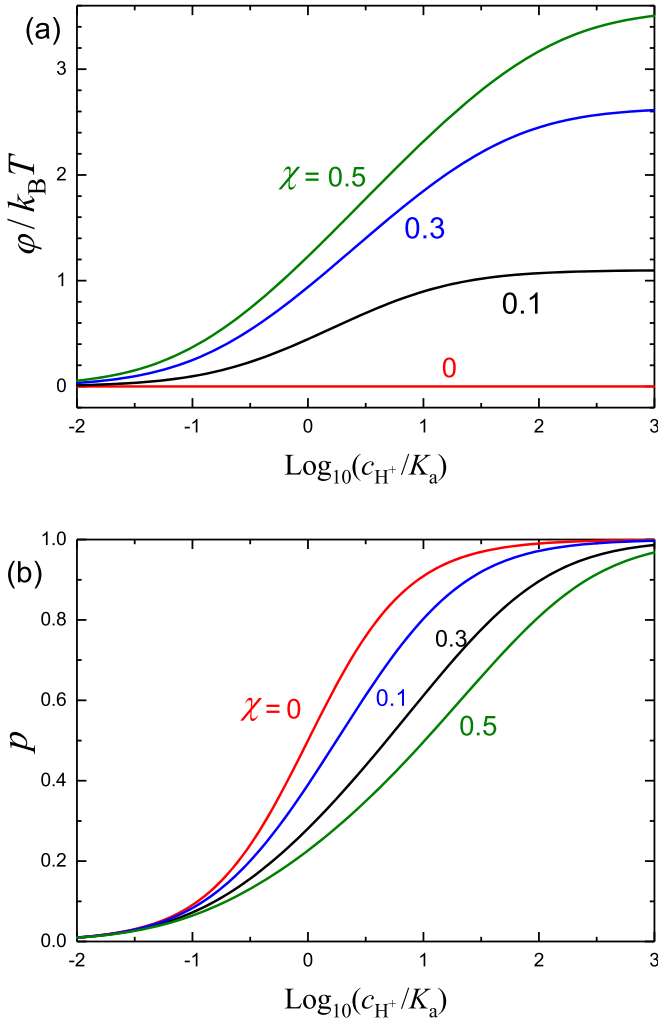 (a)
3
2
1
0
φ/k_BT
χ = 0.5
0.3
0.1
0
-2 -1 0 1 2 3
Log₁₀(c_H⁺/K_a)
(b)
1.0
0.8
0.6
0.4
0.2
0.0
p
χ = 0
0.1
0.3
0.5
-2 -1 0 1 2 3
Log₁₀(c_H⁺/K_a)